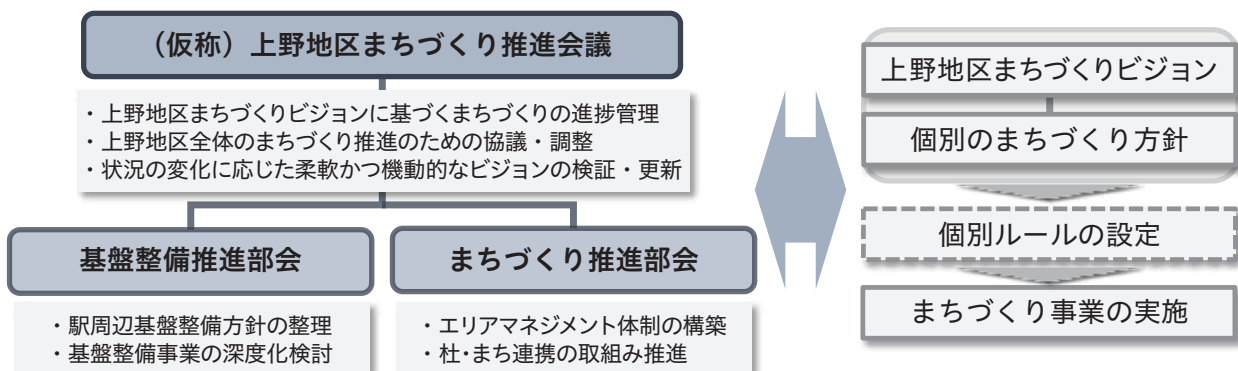 （仮称）上野地区まちづくり推進会議
・上野地区まちづくりビジョンに基づくまちづくりの進捗管理
・上野地区全体のまちづくり推進のための協議・調整
・状況の変化に応じた柔軟かつ機動的なビジョンの検証・更新
基盤整備推進部会
・駅周辺基盤整備方針の整理
・基盤整備事業の深度化検討
まちづくり推進部会
・エリアマネジメント体制の構築
・杜・まち連携の取組み推進
上野地区まちづくりビジョン
個別のまちづくり方針
個別ルールの設定
まちづくり事業の実施